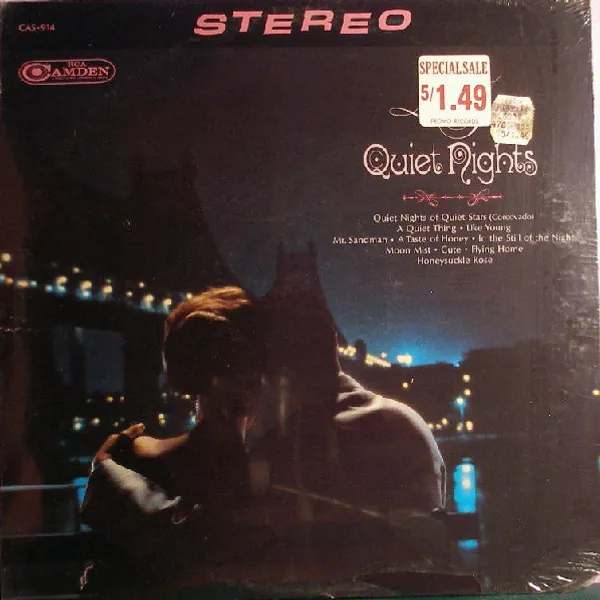 STEREO
CAS-914
RCA
CAMDEN
SPECIAL SALE
5/1.49
PROMO RECORDS
Quiet Nights
Quiet Nights of Quiet Stars (Corcovado)
A Quiet Thing • Like Young
Mr. Sandman • A Taste of Honey • In the Still of the Night
Moon Mist • Cute • Flying Home
Honeysuckle Rose